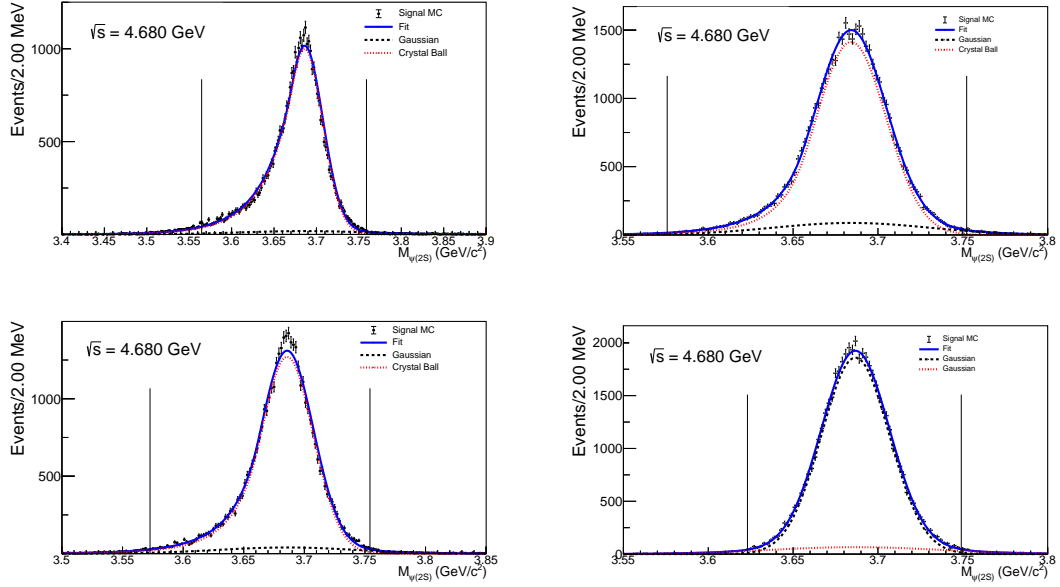 Events/2.00 MeV
√s = 4.680 GeV
Signal MC
Fit
Gaussian
Crystal Ball
1000
500
3.4 3.45 3.5 3.55 3.6 3.65 3.7 3.75 3.8 3.85 3.9
M_ψ(2S) (GeV/c²)
Events/2.00 MeV
√s = 4.680 GeV
Signal MC
Fit
Gaussian
Crystal Ball
1500
1000
500
0
3.55 3.6 3.65 3.7 3.75 3.8
M_ψ(2S) (GeV/c²)
Events/2.00 MeV
√s = 4.680 GeV
Signal MC
Fit
Gaussian
Crystal Ball
1000
500
3.5 3.55 3.6 3.65 3.7 3.75 3.8 3.85
M_ψ(2S) (GeV/c²)
Events/2.00 MeV
√s = 4.680 GeV
Signal MC
Fit
Gaussian
Gaussian
2000
1500
1000
500
0
3.55 3.6 3.65 3.7 3.75 3.8
M_ψ(2S) (GeV/c²)